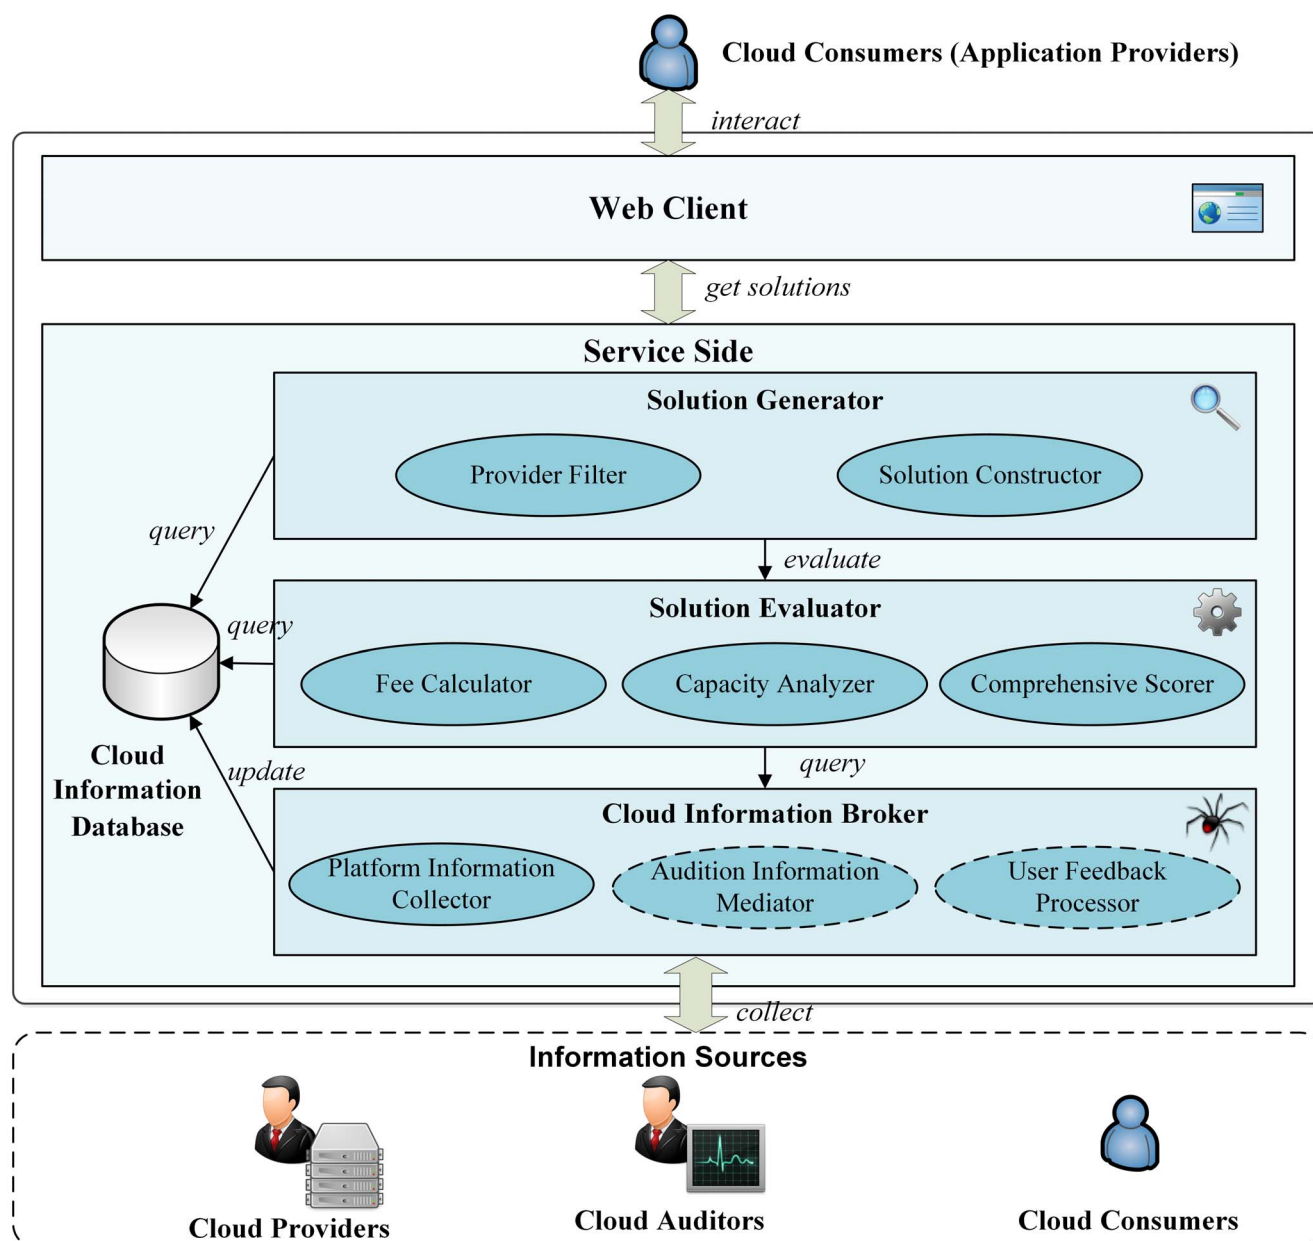 Cloud Consumers (Application Providers)
interact
Web Client
get solutions
Service Side
Solution Generator
Provider Filter
Solution Constructor
query
evaluate
Solution Evaluator
query
Fee Calculator
Capacity Analyzer
Comprehensive Scorer
Cloud
Information
Database
update
query
Cloud Information Broker
Platform Information
Collector
Audition Information
Mediator
User Feedback
Processor
collect
Information Sources
Cloud Providers
Cloud Auditors
Cloud Consumers